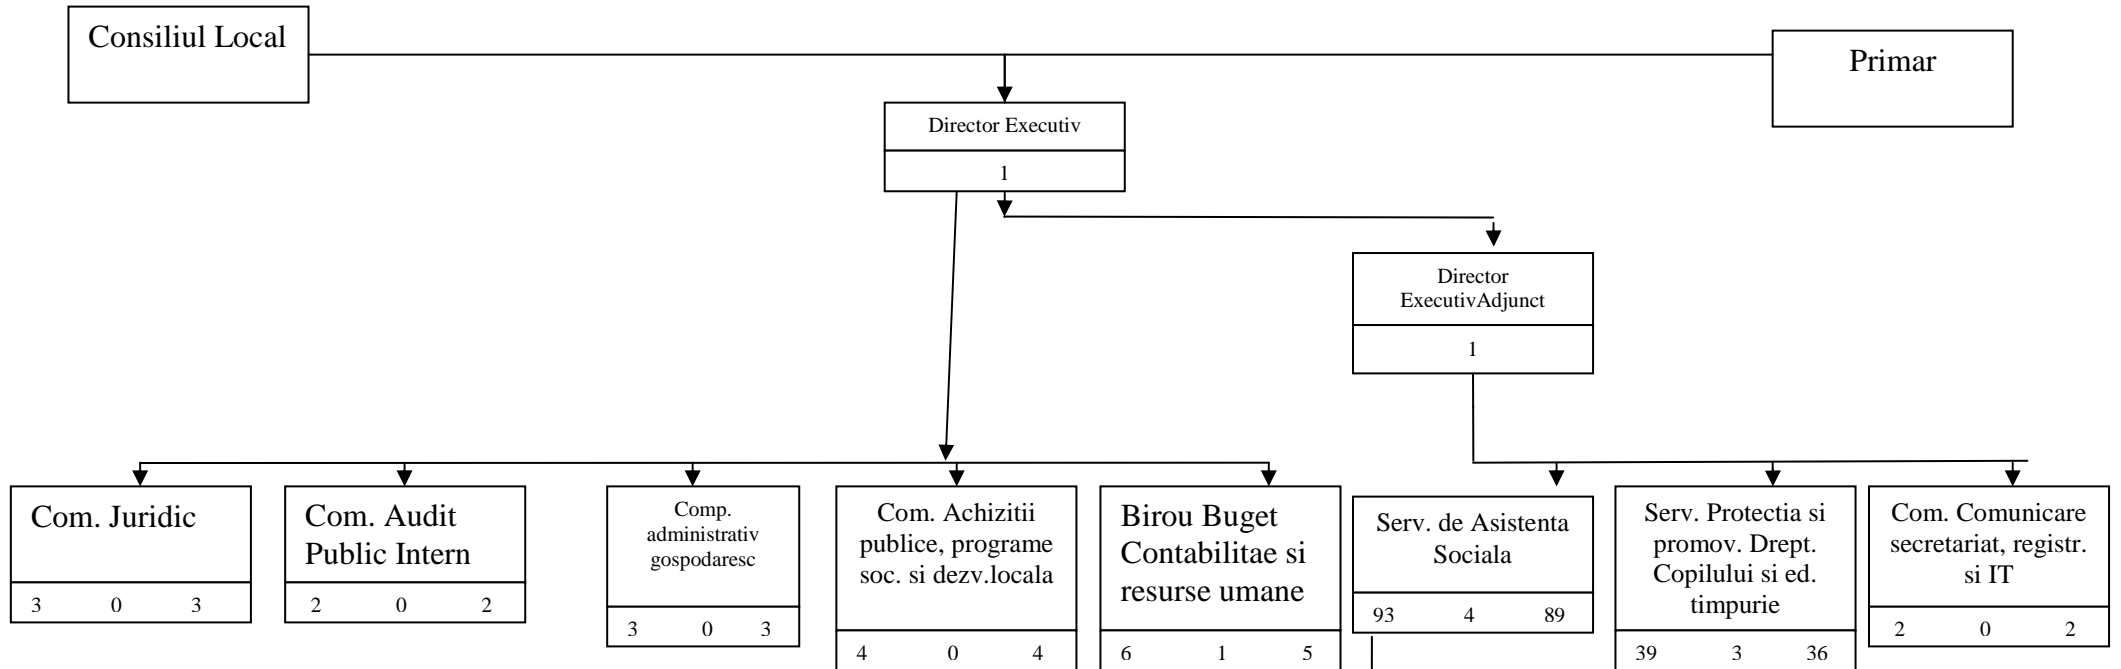 Consiliul Local
Primar
Director Executiv
1
Director
ExecutivAdjunct
1
Com. Juridic
3 0 3
Com. Audit
Public Intern
2 0 2
Comp.
administrativ
gospodaresc
3 0 3
Com. Achizitii
publice, programe
soc. si dezv.locala
4 0 4
Birou Buget
Contabilitae si
resurse umane
6 1 5
Serv. de Asistenta
Sociala
93 4 89
Serv. Protectia si
promov. Drept.
Copilului si ed.
timpurie
39 3 36
Com. Comunicare
secretariat, registr.
si IT
2 0 2